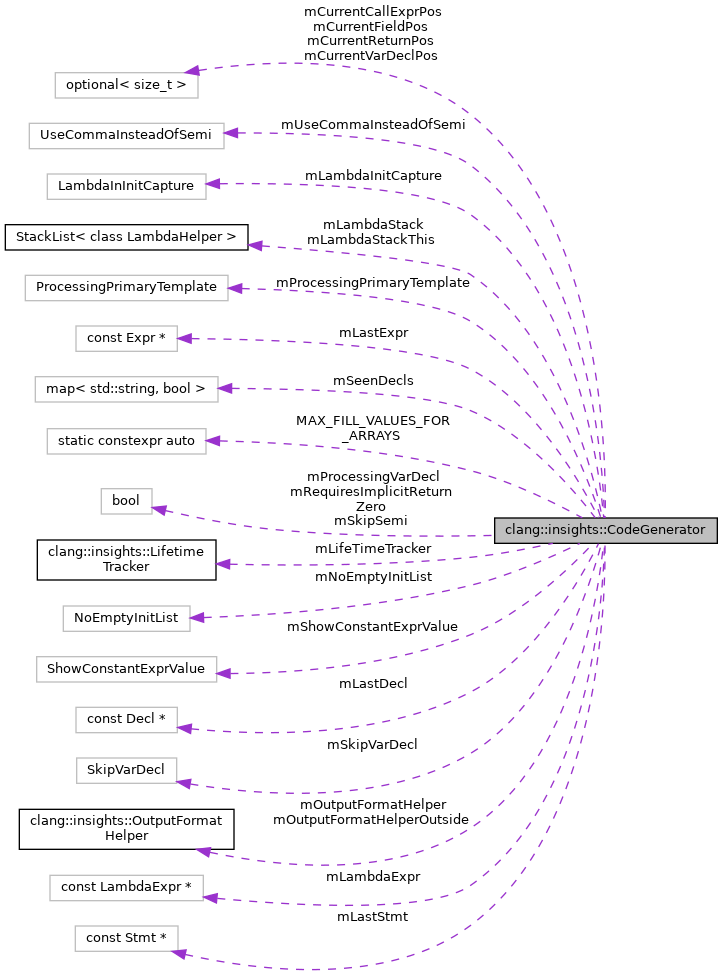 mCurrentCallExprPos
mCurrentFieldPos
mCurrentReturnPos
mCurrentVarDeclPos
optional< size_t >
mUseCommaInsteadOfSemi
UseCommaInsteadOfSemi
mLambdaInitCapture
LambdaInInitCapture
mLambdaStack
mLambdaStackThis
StackList< class LambdaHelper >
mProcessingPrimaryTemplate
ProcessingPrimaryTemplate
mLastExpr
const Expr *
mSeenDecls
map< std::string, bool >
MAX_FILL_VALUES_FOR
_ARRAYS
static constexpr auto
mProcessingVarDecl
mRequiresImplicitReturn
Zero
mSkipSemi
bool
clang::insights::CodeGenerator
mLifeTimeTracker
clang::insights::Lifetime
Tracker
mNoEmptyInitList
NoEmptyInitList
mShowConstantExprValue
ShowConstantExprValue
mLastDecl
const Decl *
mSkipVarDecl
SkipVarDecl
mOutputFormatHelper
mOutputFormatHelperOutside
clang::insights::OutputFormat
Helper
mLambdaExpr
const LambdaExpr *
mLastStmt
const Stmt *